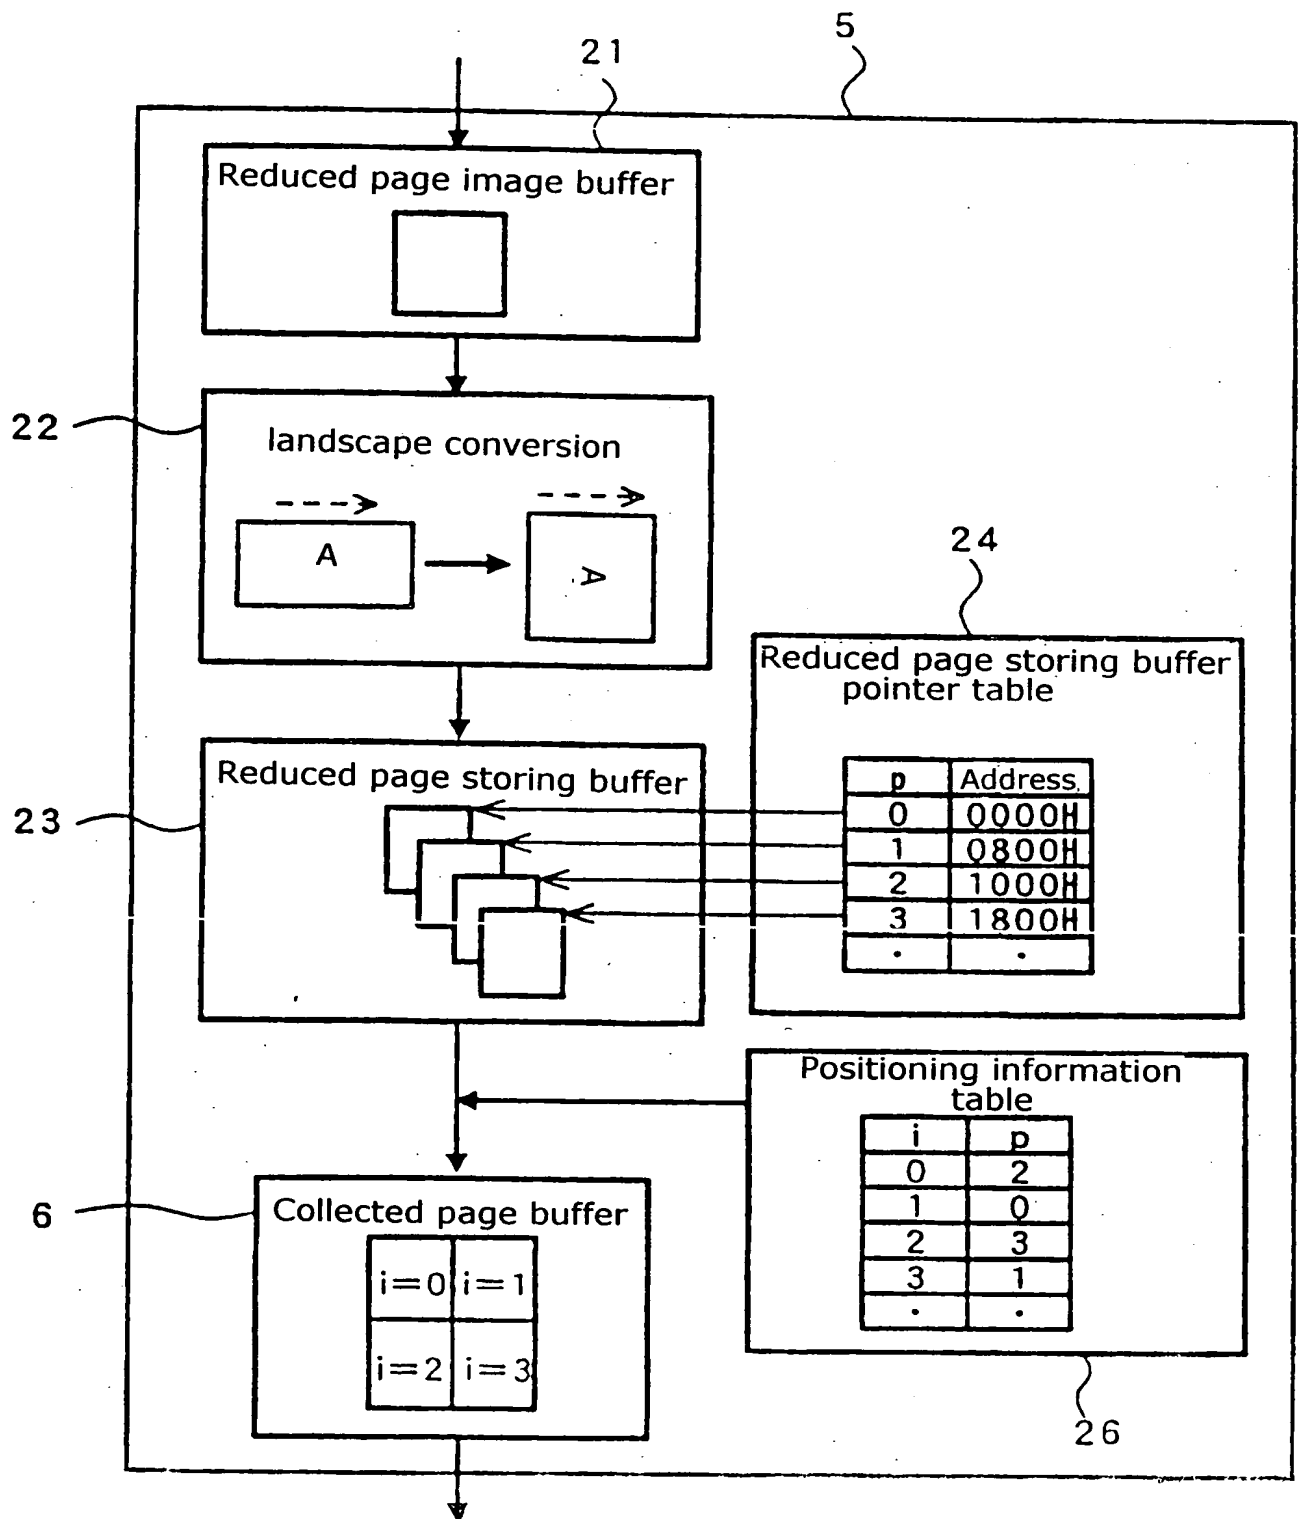 5
21
Reduced page image buffer
22
landscape conversion
A
A
24
Reduced page storing buffer
pointer table
p Address
0 0000H
1 0800H
2 1000H
3 1800H
. .
23
Reduced page storing buffer
Positioning information
table
i p
0 2
1 0
2 3
3 1
. .
26
6
Collected page buffer
i=0 i=1
i=2 i=3